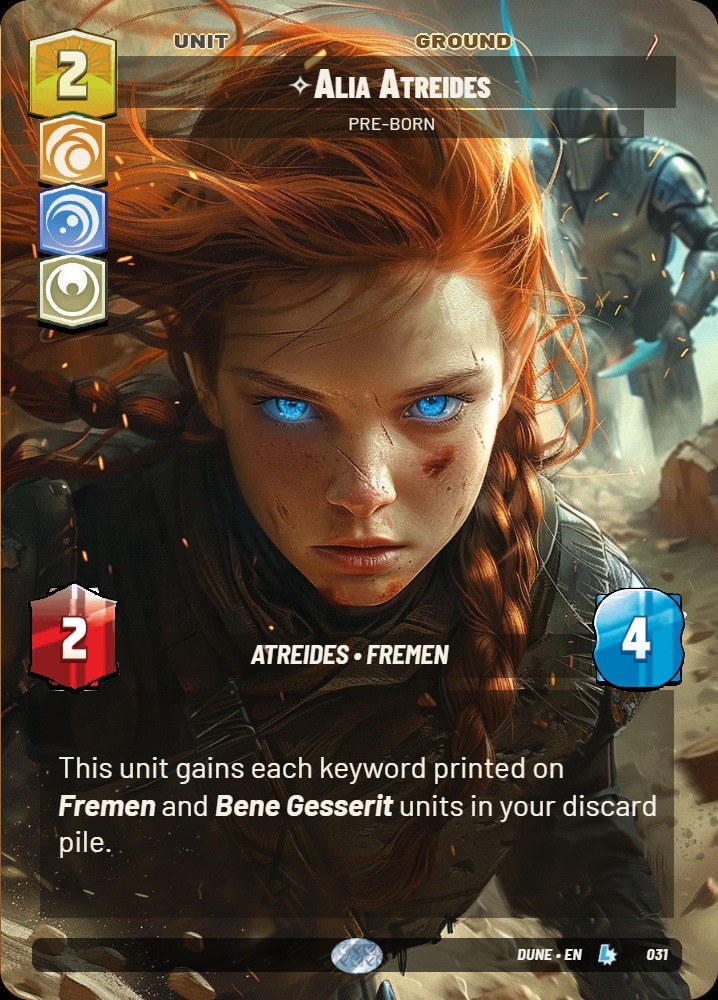 UNIT GROUND
2 ALIA ATREIDES
PRE-BORN
2 ATREIDES • FREMEN 4
This unit gains each keyword printed on
Fremen and Bene Gesserit units in your discard
pile.
DUNE • EN L 031